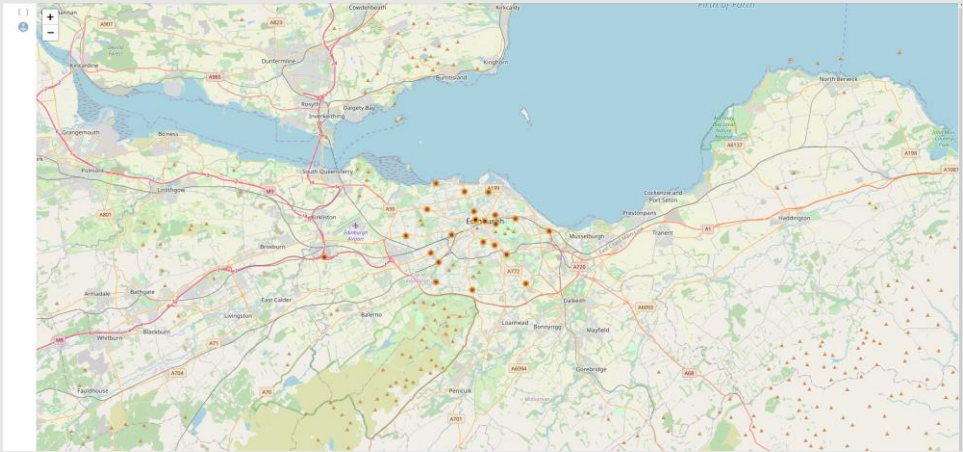 [ ]
+
−
Cowdenbeath
Kirkcaldy
Firth of Forth
A907
A823
Dunfermline
Kinghorn
Kincardine
A985
Burntisland
North Berwick
Rosyth
Dalgety Bay
Inverkeithing
Grangemouth
Boness
A6137
Polmont
South Queensferry
A198
A1087
Linlithgow
M9
A90
A199
Cockenzie and
Port Seton
A801
Kirkliston
Edinburgh
Prestonpans
Haddington
Edinburgh
Airport
Musselburgh
Tranent
A1
Broxburn
A720
A772
Armadale
Bathgate
East Calder
Edinburgh
Dalkeith
A6093
Livingston
Balerno
Loanhead
Bonnyrigg
Mayfield
Blackburn
Whitburn
M8
A71
A704
A6094
Gorebridge
A68
Fauldhouse
A70
Penicuik
Midlothian
A701